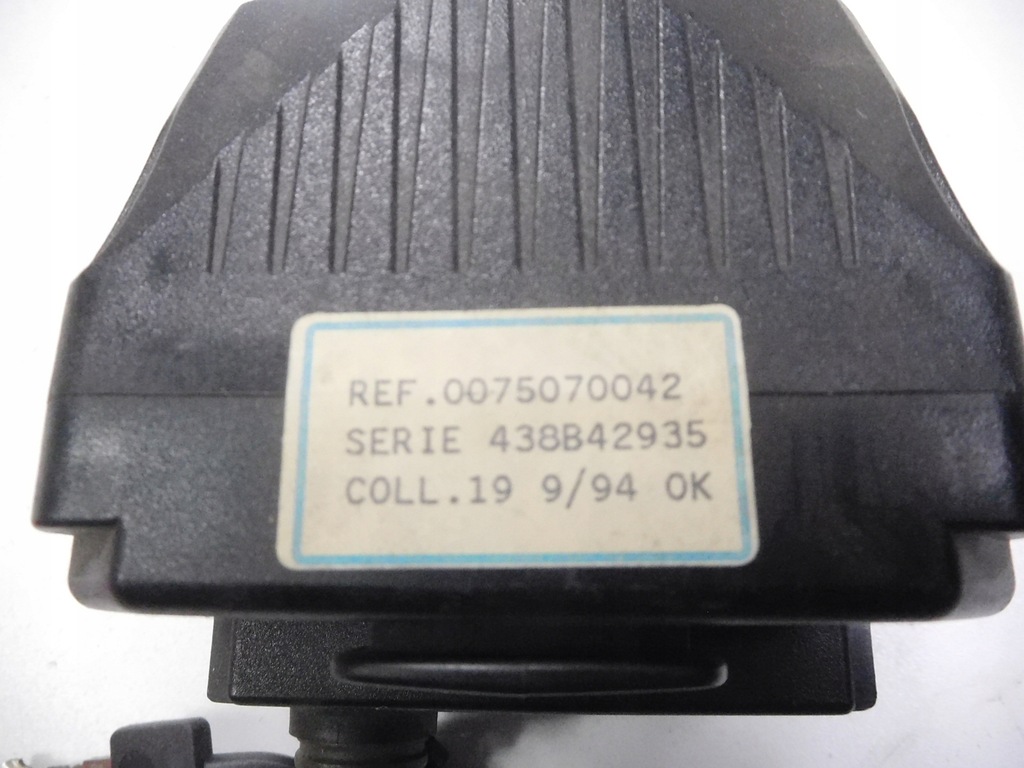 REF.0075070042
SERIE 438B42935
COLL.19 9/94 OK